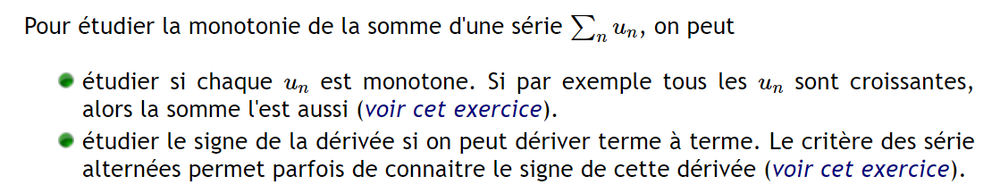 Pour étudier la monotonie de la somme d'une série $\sum_n u_n$, on peut
étudier si chaque $u_n$ est monotone. Si par exemple tous les $u_n$ sont croissantes,
alors la somme l'est aussi (voir cet exercice).
étudier le signe de la dérivée si on peut dériver terme à terme. Le critère des série
alternées permet parfois de connaitre le signe de cette dérivée (voir cet exercice).